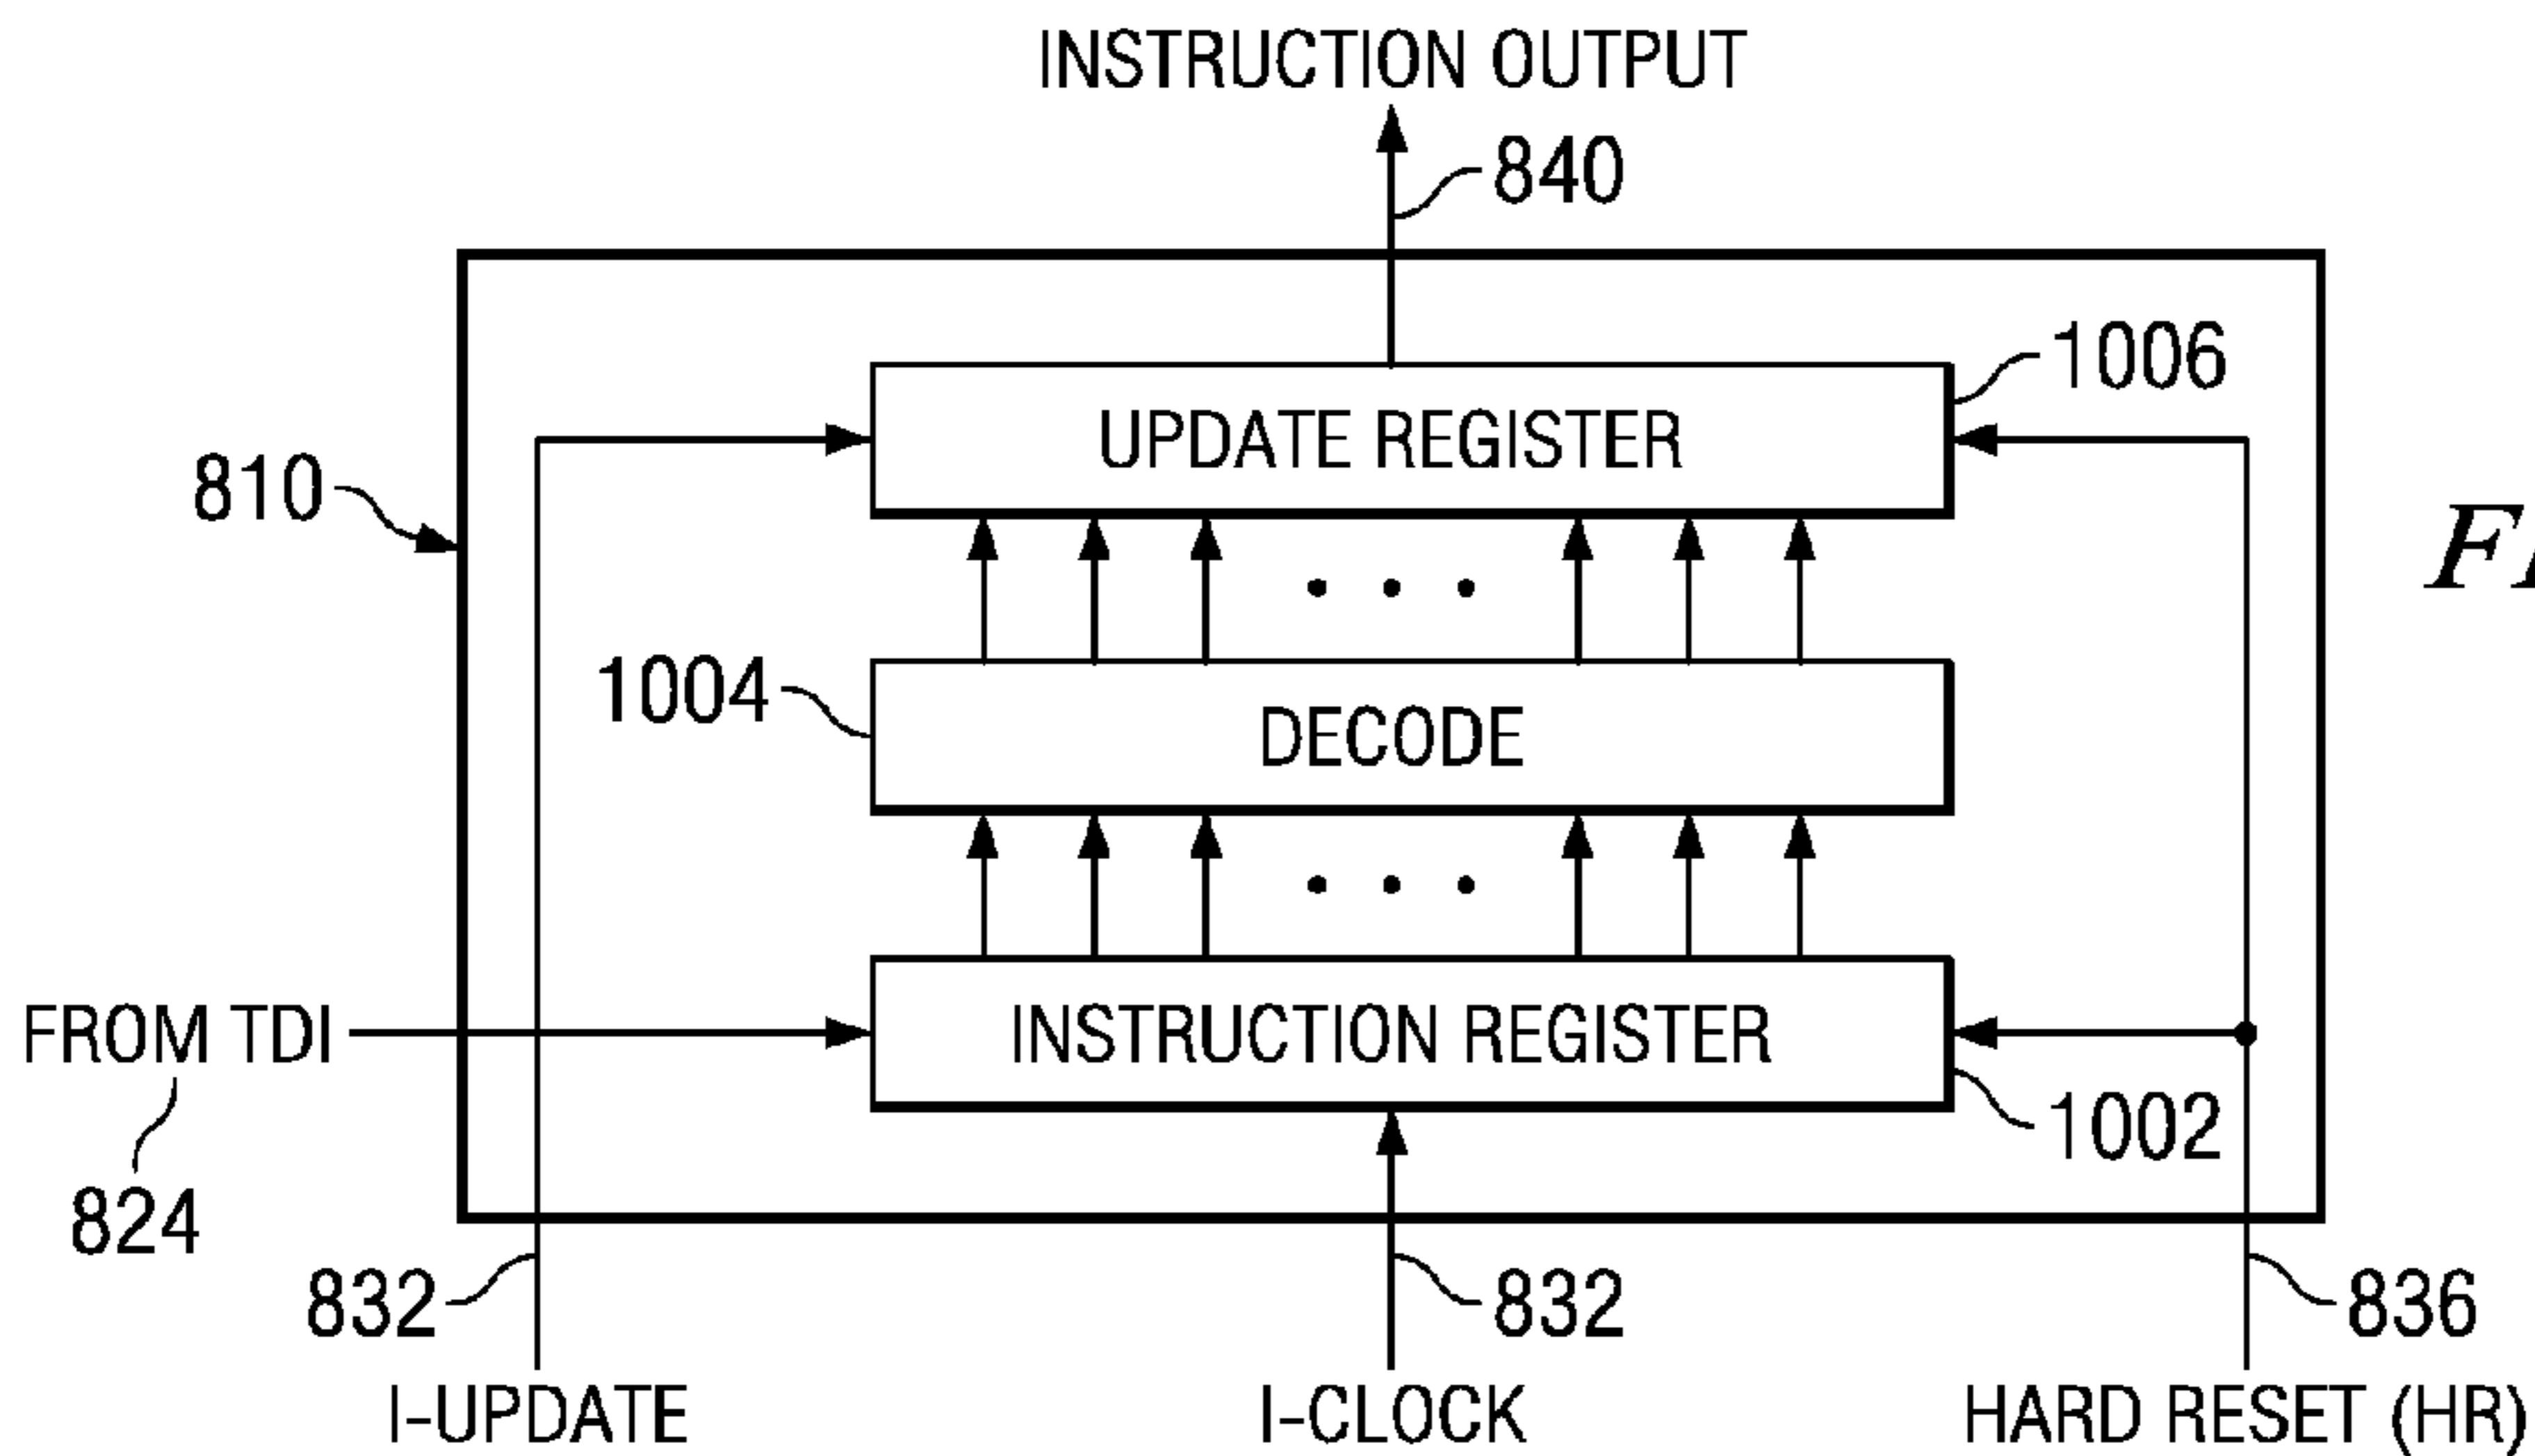 INSTRUCTION OUTPUT
840
1006
UPDATE REGISTER
810
1004
DECODE
FROM TDI
INSTRUCTION REGISTER
1002
824
832
832
836
I-UPDATE
I-CLOCK
HARD RESET (HR)